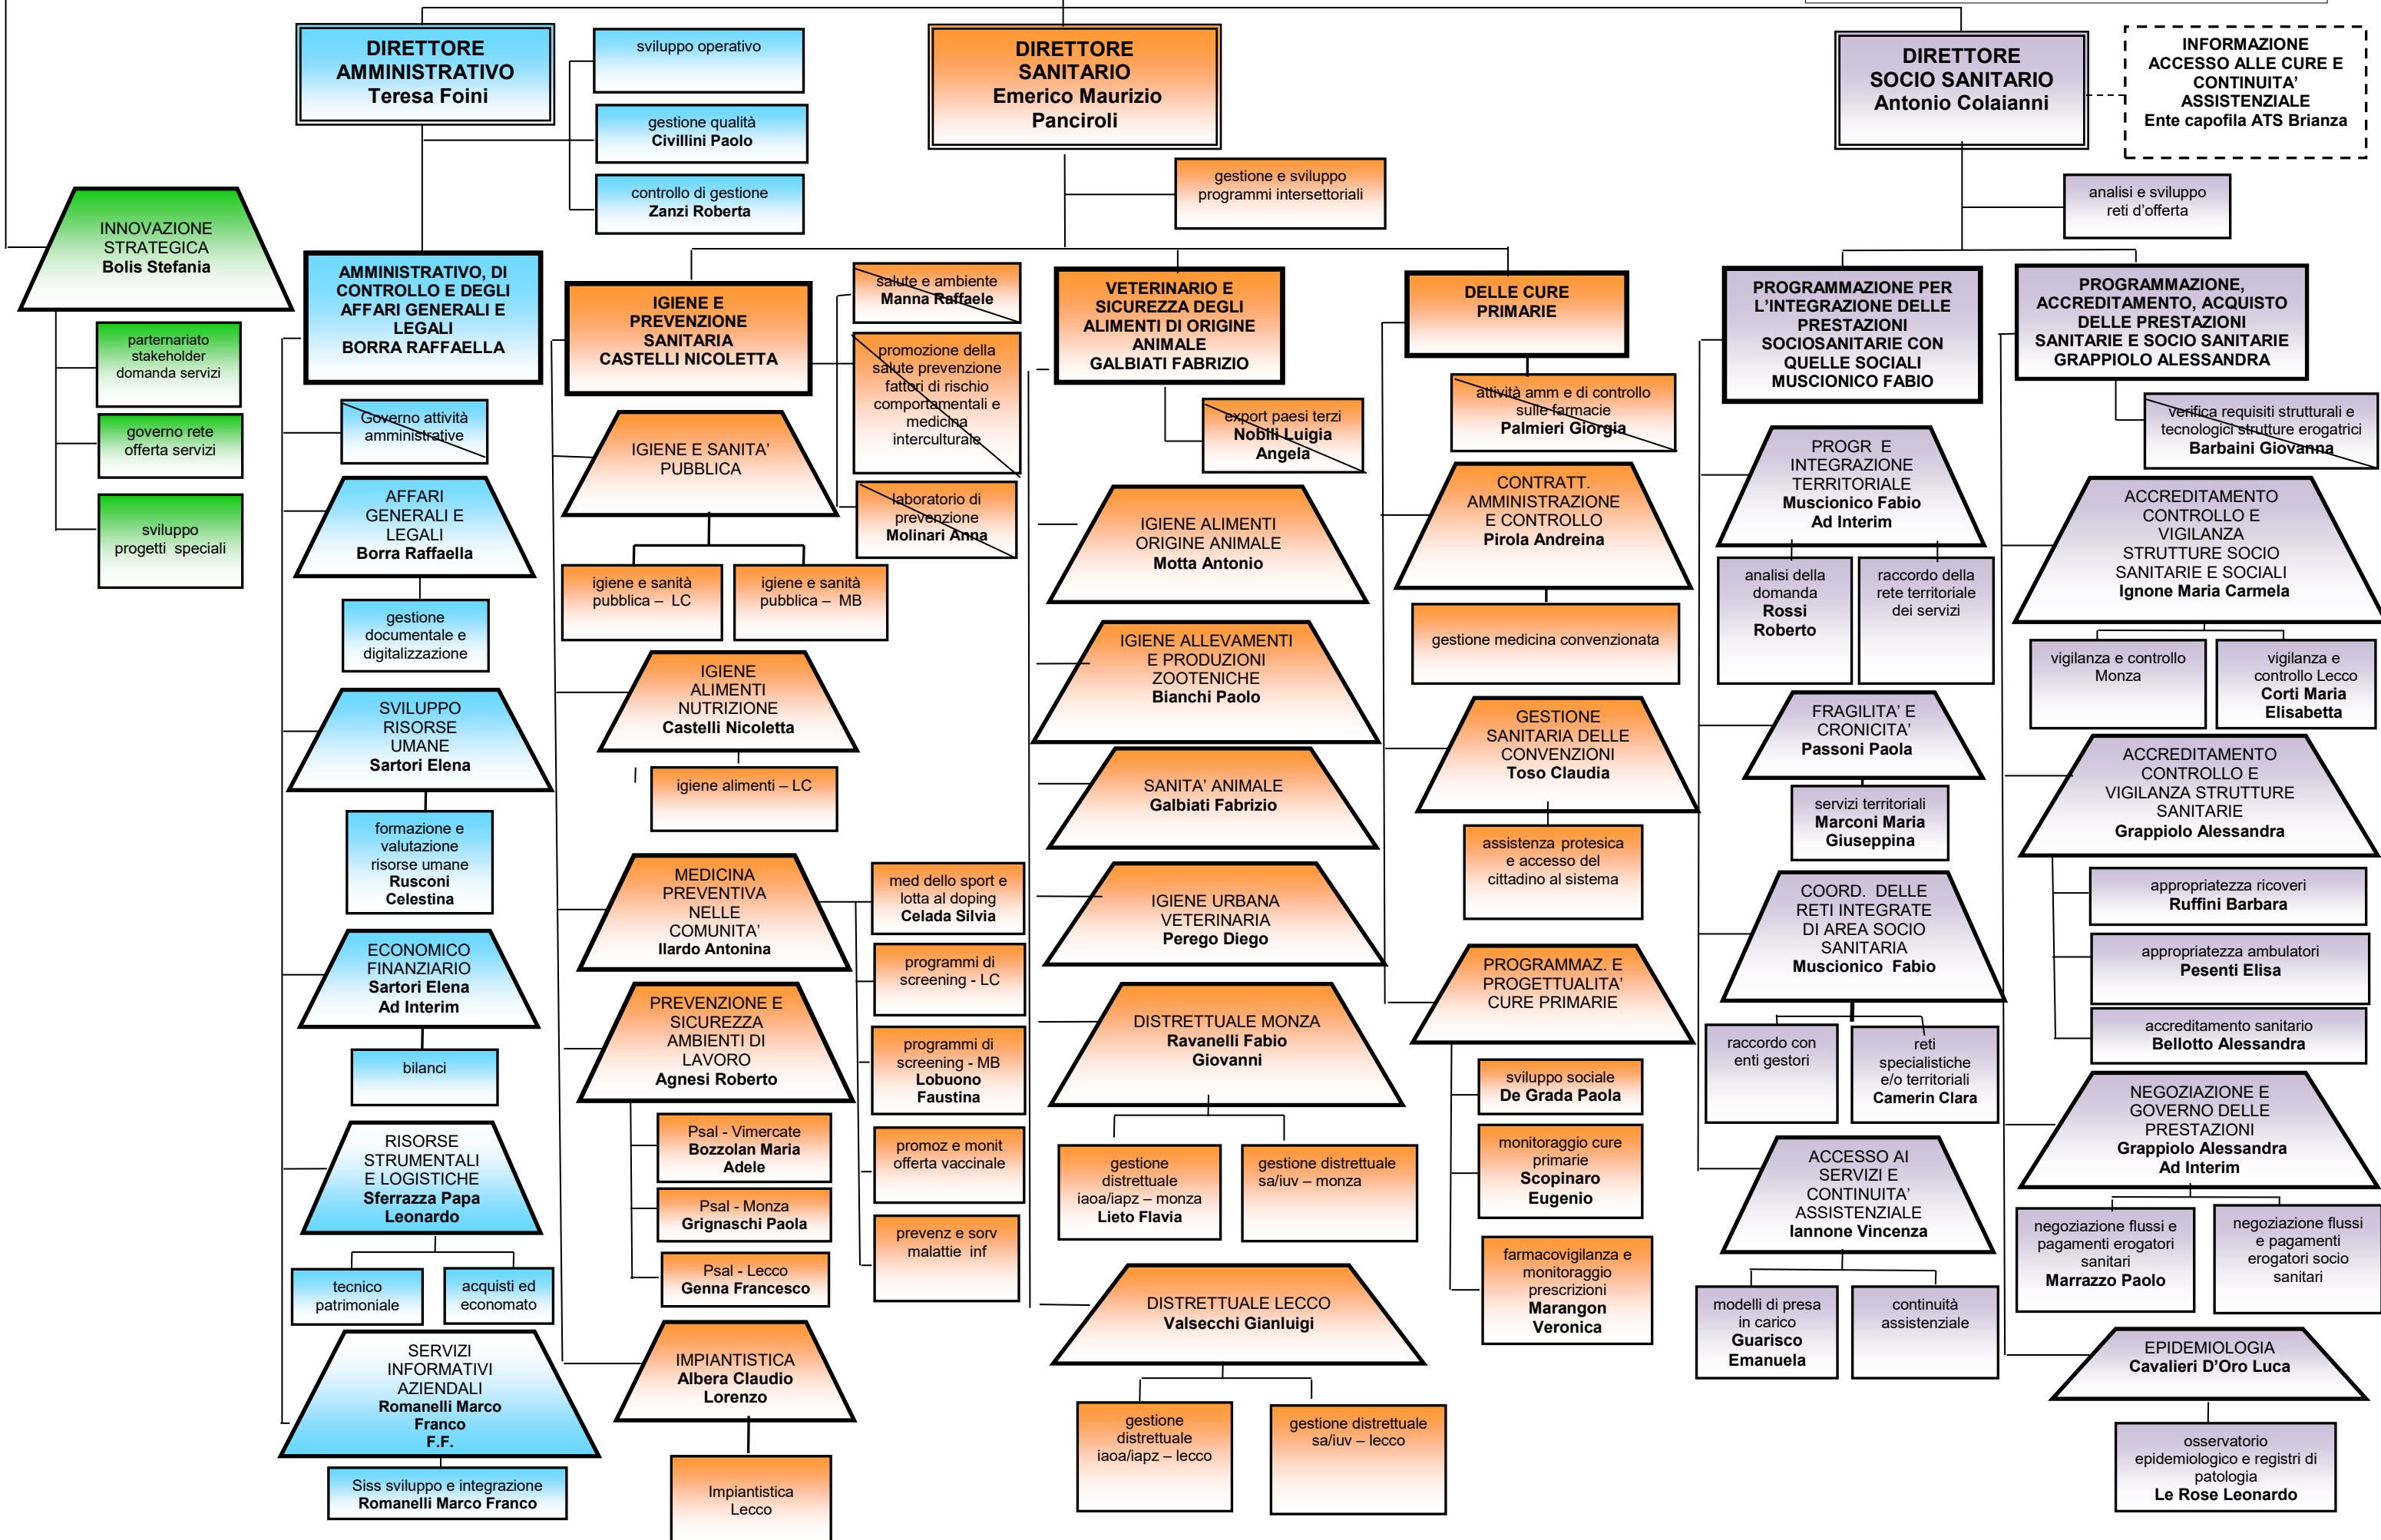 DIRETTORE
AMMINISTRATIVO
Teresa Foini
sviluppo operativo
gestione qualità
Civillini Paolo
controllo di gestione
Zanzi Roberta
DIRETTORE
SANITARIO
Emerico Maurizio
Panciroli
gestione e sviluppo
programmi intersettoriali
DIRETTORE
SOCIO SANITARIO
Antonio Colaianni
INFORMAZIONE
ACCESSO ALLE CURE E
CONTINUITA’
ASSISTENZIALE
Ente capofila ATS Brianza
analisi e sviluppo
reti d’offerta
INNOVAZIONE
STRATEGICA
Bolis Stefania
parternariato
stakeholder
domanda servizi
governo rete
offerta servizi
sviluppo
progetti speciali
AMMINISTRATIVO, DI
CONTROLLO E DEGLI
AFFARI GENERALI E
LEGALI
BORRA RAFFAELLA
Governo attività
amministrative
AFFARI
GENERALI E
LEGALI
Borra Raffaella
gestione
documentale e
digitalizzazione
SVILUPPO
RISORSE
UMANE
Sartori Elena
formazione e
valutazione
risorse umane
Rusconi
Celestina
ECONOMICO
FINANZIARIO
Sartori Elena
Ad Interim
bilanci
RISORSE
STRUMENTALI
E LOGISTICHE
Sferrazza Papa
Leonardo
tecnico
patrimoniale
acquisti ed
economato
SERVIZI
INFORMATIVI
AZIENDALI
Romanelli Marco
Franco
F.F.
Siss sviluppo e integrazione
Romanelli Marco Franco
IGIENE E
PREVENZIONE
SANITARIA
CASTELLI NICOLETTA
salute e ambiente
Manna Raffaele
promozione della
salute prevenzione
fattori di rischio
comportamentali e
medicina
interculturale
laboratorio di
prevenzione
Molinari Anna
IGIENE E SANITA’
PUBBLICA
igiene e sanità
pubblica – LC
igiene e sanità
pubblica – MB
IGIENE
ALIMENTI
NUTRIZIONE
Castelli Nicoletta
igiene alimenti – LC
MEDICINA
PREVENTIVA
NELLE
COMUNITA’
Ilardo Antonina
med dello sport e
lotta al doping
Celada Silvia
programmi di
screening - LC
programmi di
screening - MB
Lobuono
Faustina
promoz e monit
offerta vaccinale
prevenz e sorv
malattie inf
PREVENZIONE E
SICUREZZA
AMBIENTI DI
LAVORO
Agnesi Roberto
Psal - Vimercate
Bozzolan Maria
Adele
Psal - Monza
Grignaschi Paola
Psal - Lecco
Genna Francesco
IMPIANTISTICA
Albera Claudio
Lorenzo
Impiantistica
Lecco
VETERINARIO E
SICUREZZA DEGLI
ALIMENTI DI ORIGINE
ANIMALE
GALBIATI FABRIZIO
export paesi terzi
Nobili Luigia
Angela
IGIENE ALIMENTI
ORIGINE ANIMALE
Motta Antonio
IGIENE ALLEVAMENTI
E PRODUZIONI
ZOOTENICHE
Bianchi Paolo
SANITA’ ANIMALE
Galbiati Fabrizio
IGIENE URBANA
VETERINARIA
Perego Diego
DISTRETTUALE MONZA
Ravanelli Fabio
Giovanni
gestione
distrettuale
iaoa/iapz – monza
Lieto Flavia
gestione distrettuale
sa/iuv – monza
DISTRETTUALE LECCO
Valsecchi Gianluigi
gestione
distrettuale
iaoa/iapz – lecco
gestione distrettuale
sa/iuv – lecco
DELLE CURE
PRIMARIE
attività amm e di controllo
sulle farmacie
Palmieri Giorgia
CONTRATT.
AMMINISTRAZIONE
E CONTROLLO
Pirola Andreina
gestione medicina convenzionata
GESTIONE
SANITARIA DELLE
CONVENZIONI
Toso Claudia
assistenza protesica
e accesso del
cittadino al sistema
PROGRAMMAZ. E
PROGETTUALITA’
CURE PRIMARIE
sviluppo sociale
De Grada Paola
monitoraggio cure
primarie
Scopinaro
Eugenio
farmacovigilanza e
monitoraggio
prescrizioni
Marangon
Veronica
PROGRAMMAZIONE PER
L’INTEGRAZIONE DELLE
PRESTAZIONI
SOCIOSANITARIE CON
QUELLE SOCIALI
MUSCIONICO FABIO
PROGR E
INTEGRAZIONE
TERRITORIALE
Muscionico Fabio
Ad Interim
analisi della
domanda
Rossi
Roberto
raccordo della
rete territoriale
dei servizi
FRAGILITA’ E
CRONICITA’
Passoni Paola
servizi territoriali
Marconi Maria
Giuseppina
COORD. DELLE
RETI INTEGRATE
DI AREA SOCIO
SANITARIA
Muscionico Fabio
raccordo con
enti gestori
reti
specialistiche
e/o territoriali
Camerin Clara
ACCESSO AI
SERVIZI E
CONTINUITA’
ASSISTENZIALE
Iannone Vincenza
modelli di presa
in carico
Guarisco
Emanuela
continuità
assistenziale
PROGRAMMAZIONE,
ACCREDITAMENTO, ACQUISTO
DELLE PRESTAZIONI
SANITARIE E SOCIO SANITARIE
GRAPPIOLO ALESSANDRA
verifica requisiti strutturali e
tecnologici strutture erogatrici
Barbaini Giovanna
ACCREDITAMENTO
CONTROLLO E
VIGILANZA
STRUTTURE SOCIO
SANITARIE E SOCIALI
Ignone Maria Carmela
vigilanza e controllo
Monza
vigilanza e
controllo Lecco
Corti Maria
Elisabetta
ACCREDITAMENTO
CONTROLLO E
VIGILANZA STRUTTURE
SANITARIE
Grappiolo Alessandra
appropriatezza ricoveri
Ruffini Barbara
appropriatezza ambulatori
Pesenti Elisa
accreditamento sanitario
Bellotto Alessandra
NEGOZIAZIONE E
GOVERNO DELLE
PRESTAZIONI
Grappiolo Alessandra
Ad Interim
negoziazione flussi e
pagamenti erogatori
sanitari
Marrazzo Paolo
negoziazione flussi
e pagamenti
erogatori socio
sanitari
EPIDEMIOLOGIA
Cavalieri D’Oro Luca
osservatorio
epidemiologico e registri di
patologia
Le Rose Leonardo